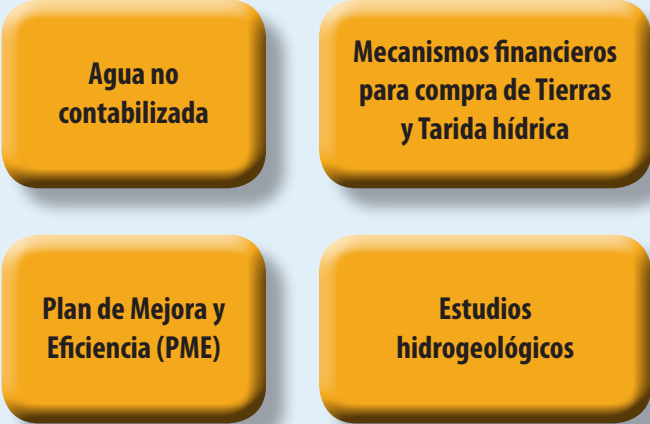 Agua no
contabilizada
Mecanismos financieros
para compra de Tierras
y Tarida hídrica
Plan de Mejora y
Eficiencia (PME)
Estudios
hidrogeológicos